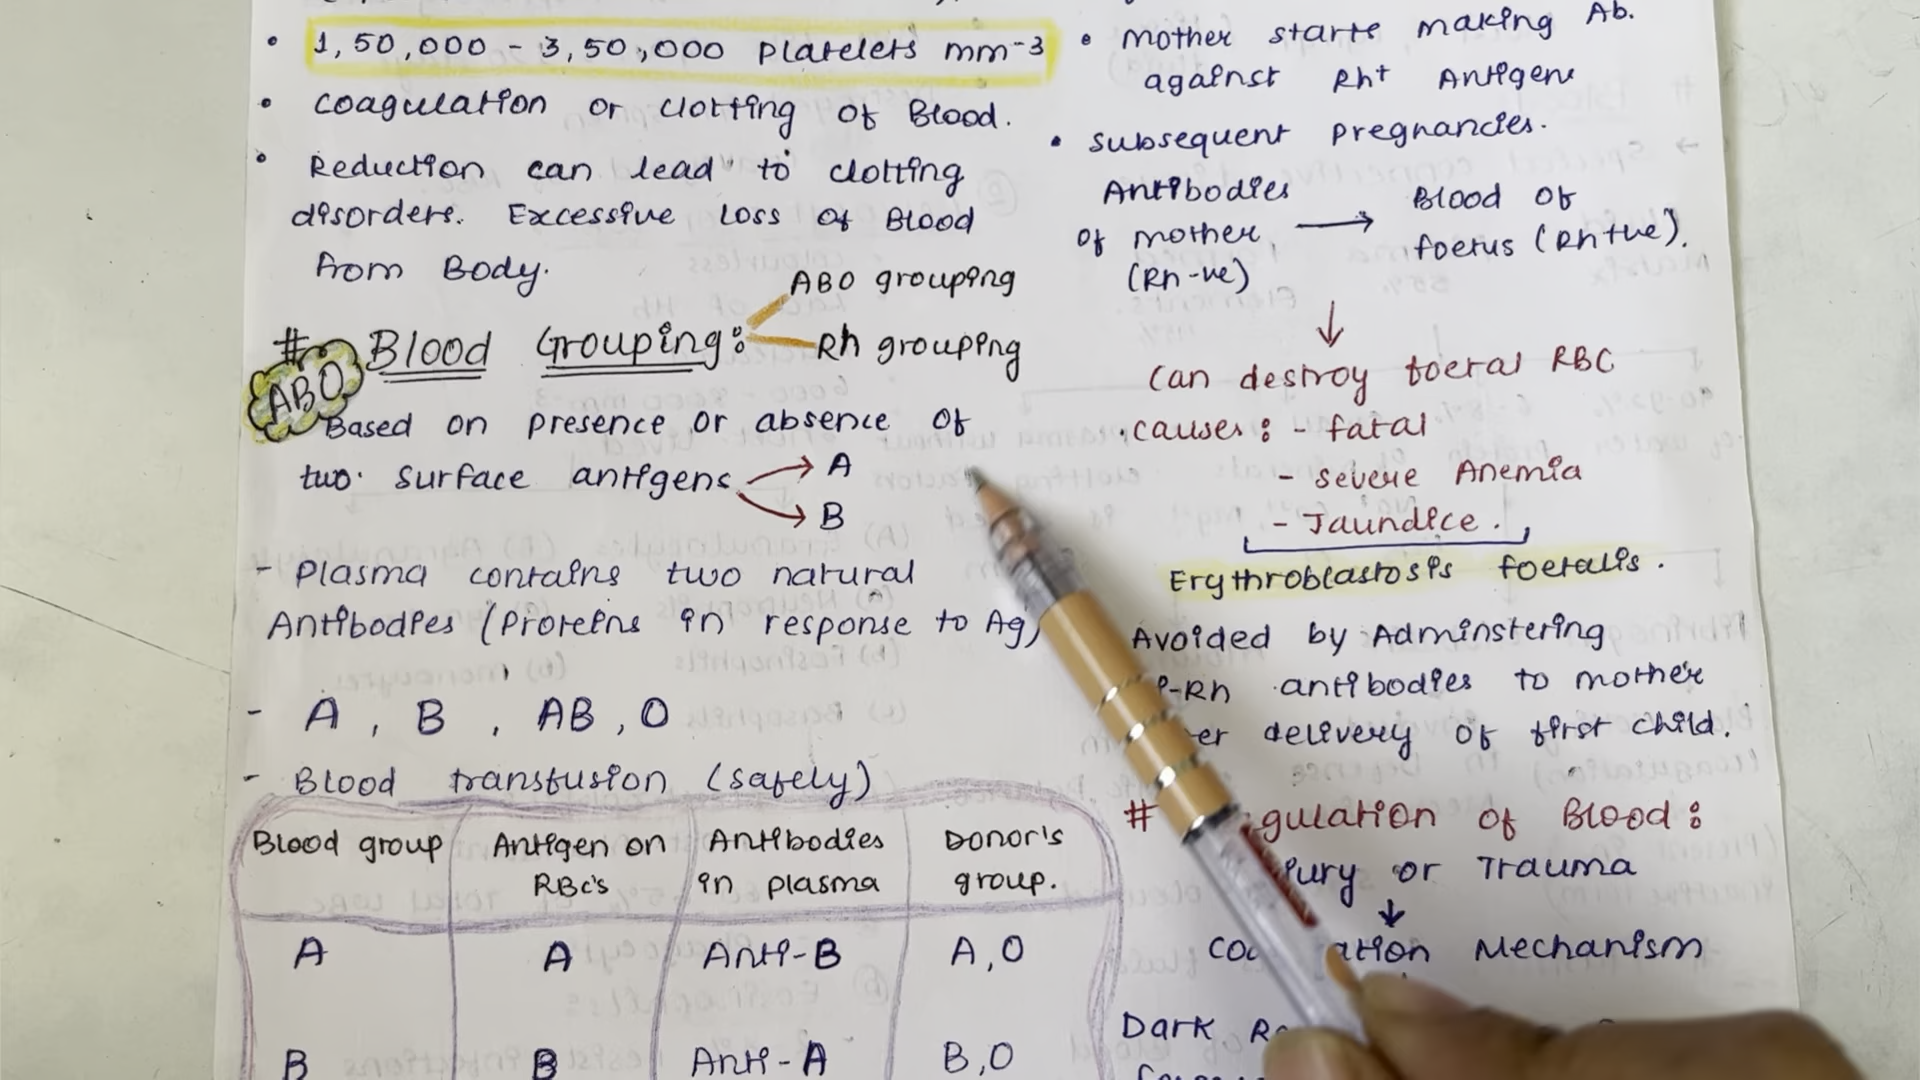 • 1,50,000 - 3,50,000 Platelets mm-3
• Coagulation or clotting of Blood.
• Reduction can lead to clotting
disorders. Excessive Loss of Blood
from Body.
# Blood Grouping: ABO grouping
Rh grouping
ABO
Based on presence or absence of
two surface antigens → A
→ B
- Plasma contains two natural
Antibodies (Proteins in response to Ag)
- A , B , AB , O
- Blood transfusion (safely)
Blood group Antigen on RBC's Antibodies in plasma Donor's group.
A A Anti-B A,O
B B Anti-A B,O
• Mother starts making Ab.
against Rh+ Antigens
• Subsequent pregnancies.
Antibodies
of mother
(Rh-ve)
→ Blood of
foetus (Rh+ve).
↓
Can destroy foetal RBC
causes: - fatal
- severe Anemia
- Jaundice.
Erythroblastosis foetalis.
Avoided by Adminstering
-Rh antibodies to mother
delivery of first child.
# of Blood:
or Trauma
↓
Mechanism
Dark